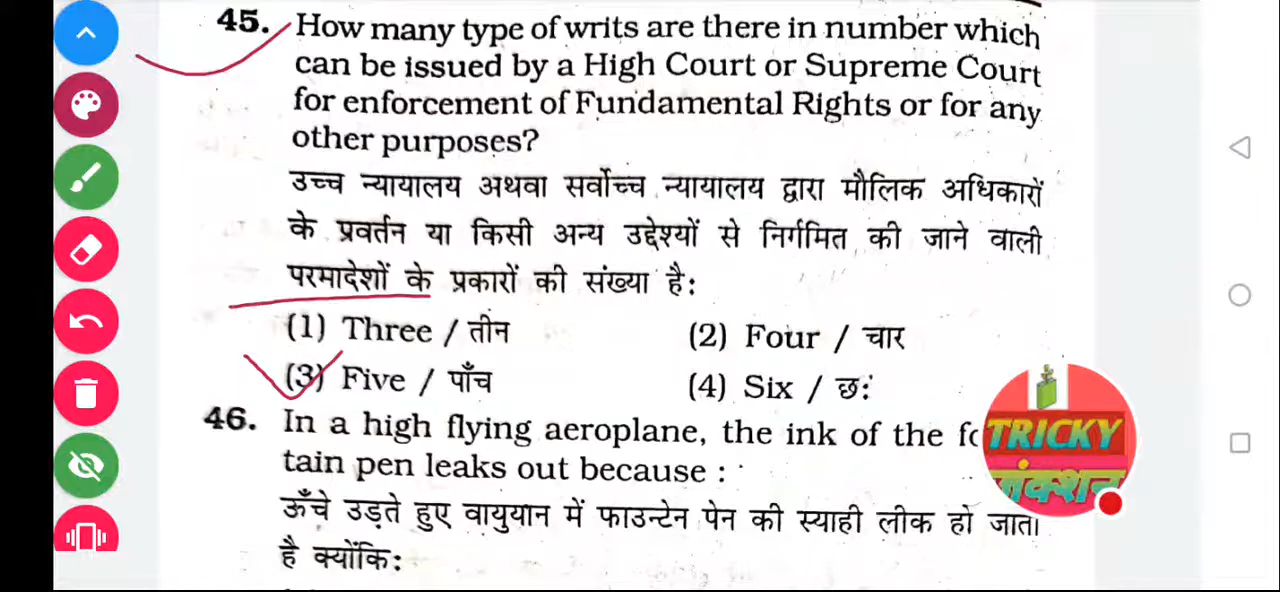 45. How many type of writs are there in number which
can be issued by a High Court or Supreme Court
for enforcement of Fundamental Rights or for any
other purposes?
उच्च न्यायालय अथवा सर्वोच्च न्यायालय द्वारा मौलिक अधिकारों
के प्रवर्तन या किसी अन्य उद्देश्यों से निर्गमित की जाने वाली
परमादेशों के प्रकारों की संख्या है:
(1) Three / तीन (2) Four / चार
(3) Five / पाँच (4) Six / छः
46. In a high flying aeroplane, the ink of the
tain pen leaks out because :
ऊँचे उड़ते हुए वायुयान में फाउन्टेन पेन की स्याही लीक हो जाती
है क्योंकि:
TRICKY